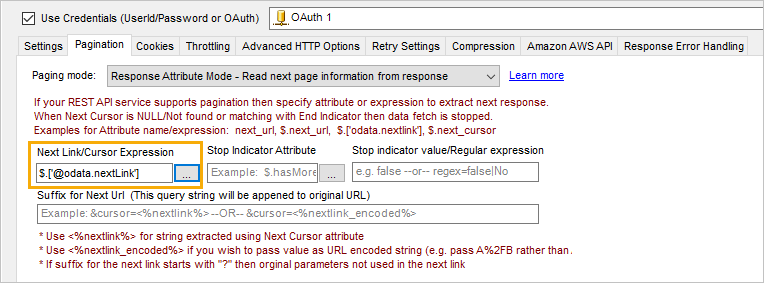 Use Credentials (UserId/Password or OAuth) OAuth 1
Settings Pagination Cookies Throttling Advanced HTTP Options Retry Settings Compression Amazon AWS API Response Error Handling
Paging mode: Response Attribute Mode - Read next page information from response Learn more
If your REST API service supports pagination then specify attribute or expression to extract next response.
When Next Cursor is NULL/Not found or matching with End Indicator then data fetch is stopped.
Examples for Attribute name/expression: next_url, $.next_url, $.['odata.nextlink'], $.next_cursor
Next Link/Cursor Expression Stop Indicator Attribute Stop indicator value/Regular expression
$.['@odata.nextLink'] ... Example: $.hasMore ... e.g. false --or-- regex=false|No
Suffix for Next Url (This query string will be appened to original URL)
Example: &cursor=<%nextlink%> --OR-- &cursor=<%nextlink_encoded%>
* Use <%nextlink%> for string extracted using Next Cursor attribute
* Use <%nextlink_encoded%> if you wish to pass value as URL encoded string (e.g. pass A%2FB rather than.
* If suffix for the next link starts with "?" then orginal parameters not used in the next link